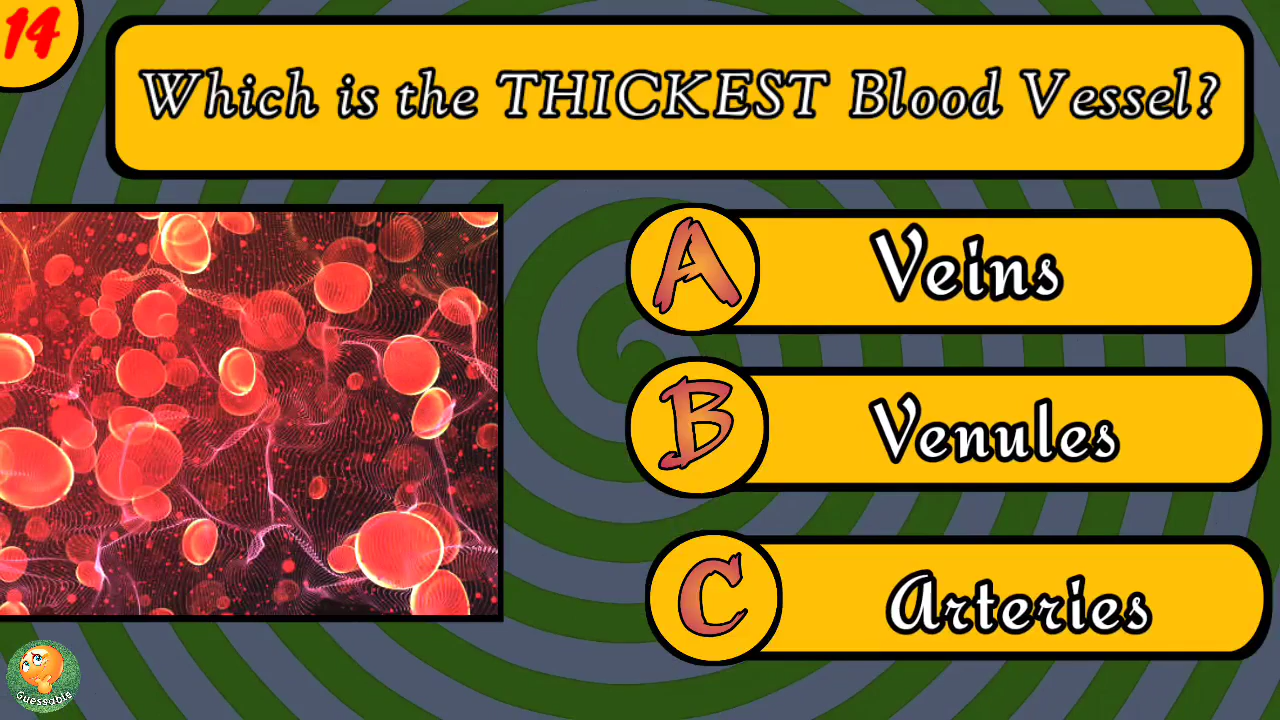 14
Which is the THICKEST Blood Vessel?
A Veins
B Venules
C Arteries
Guessable